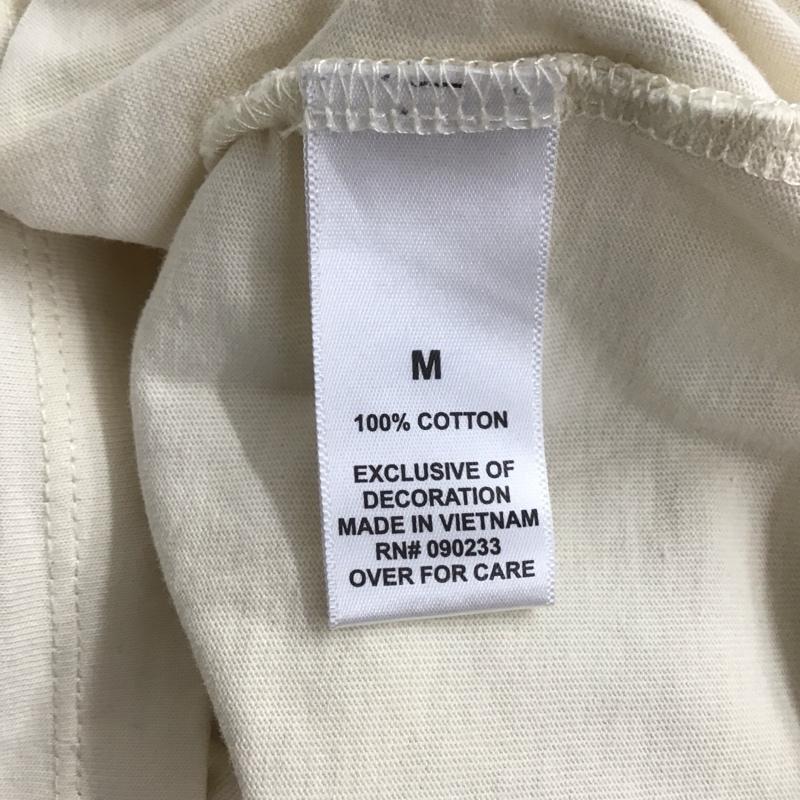 M
100% COTTON
EXCLUSIVE OF
DECORATION
MADE IN VIETNAM
RN# 090233
OVER FOR CARE